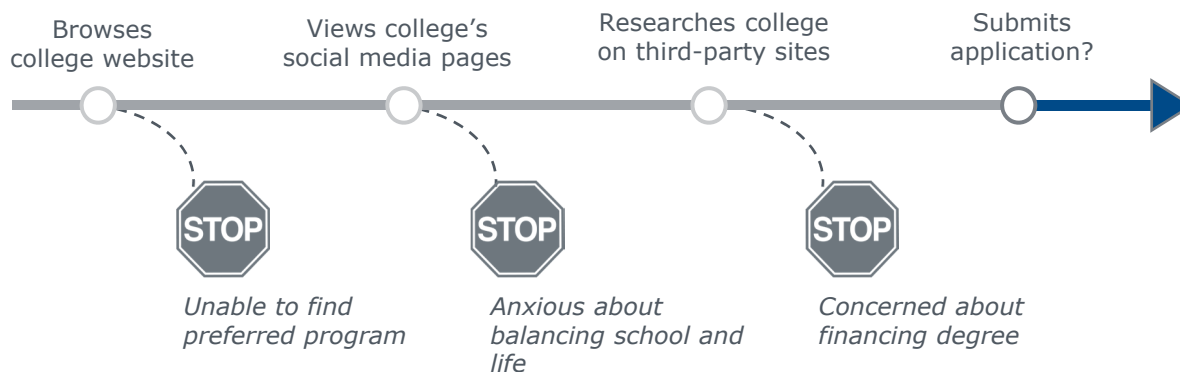 Browses
college website
Views college's
social media pages
Researches college
on third-party sites
Submits
application?
STOP
STOP
STOP
Unable to find
preferred program
Anxious about
balancing school and
life
Concerned about
financing degree